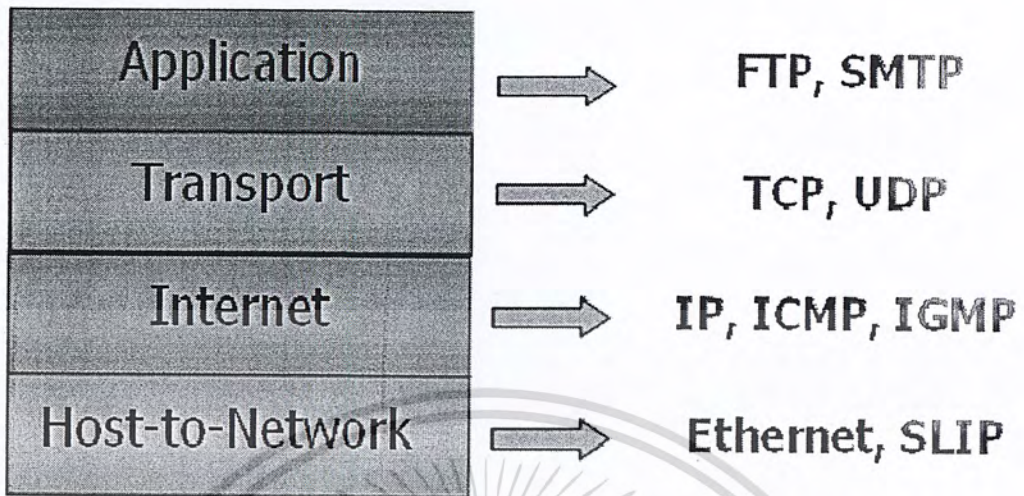 Application FTP, SMTP
Transport TCP, UDP
Internet IP, ICMP, IGMP
Host-to-Network Ethernet, SLIP